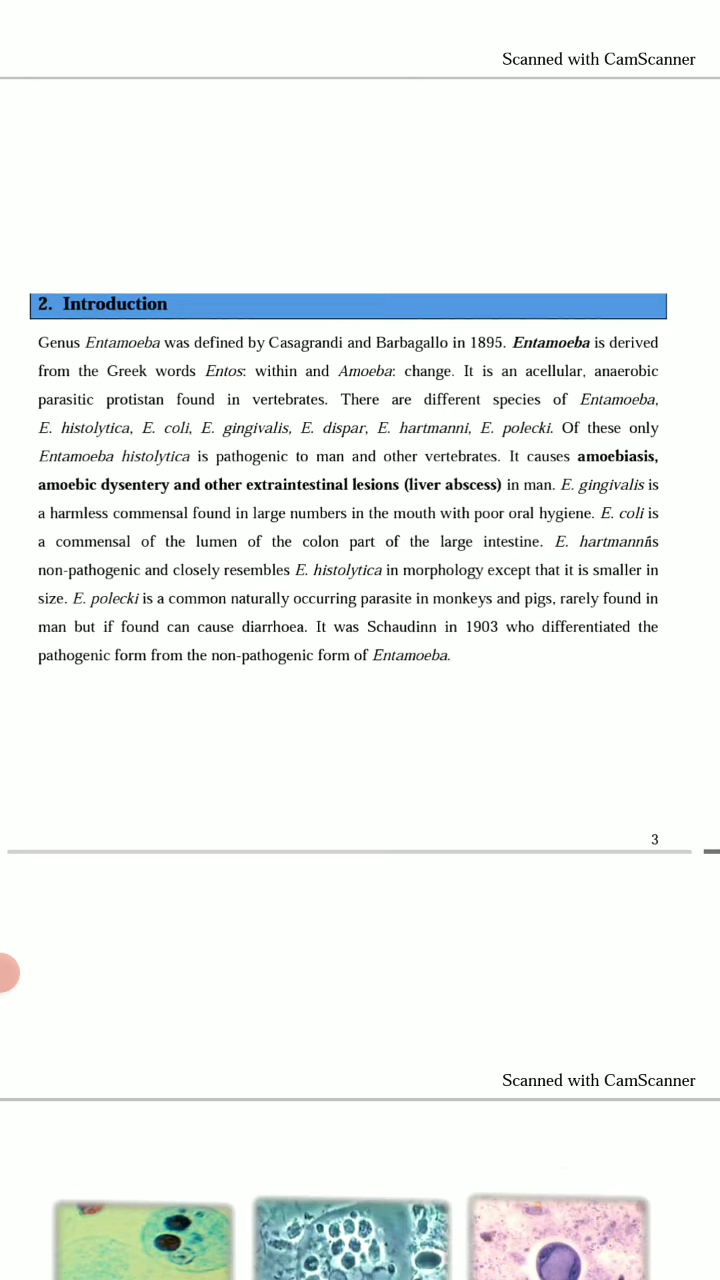 Scanned with CamScanner
2. Introduction
Genus Entamoeba was defined by Casagrandi and Barbagallo in 1895. Entamoeba is derived
from the Greek words Entos: within and Amoeba: change. It is an acellular, anaerobic
parasitic protistan found in vertebrates. There are different species of Entamoeba,
E. histolytica, E. coli, E. gingivalis, E. dispar, E. hartmanni, E. polecki. Of these only
Entamoeba histolytica is pathogenic to man and other vertebrates. It causes amoebiasis,
amoebic dysentery and other extraintestinal lesions (liver abscess) in man. E. gingivalis is
a harmless commensal found in large numbers in the mouth with poor oral hygiene. E. coli is
a commensal of the lumen of the colon part of the large intestine. E. hartmanni is
non-pathogenic and closely resembles E. histolytica in morphology except that it is smaller in
size. E. polecki is a common naturally occurring parasite in monkeys and pigs, rarely found in
man but if found can cause diarrhoea. It was Schaudinn in 1903 who differentiated the
pathogenic form from the non-pathogenic form of Entamoeba.
3
Scanned with CamScanner